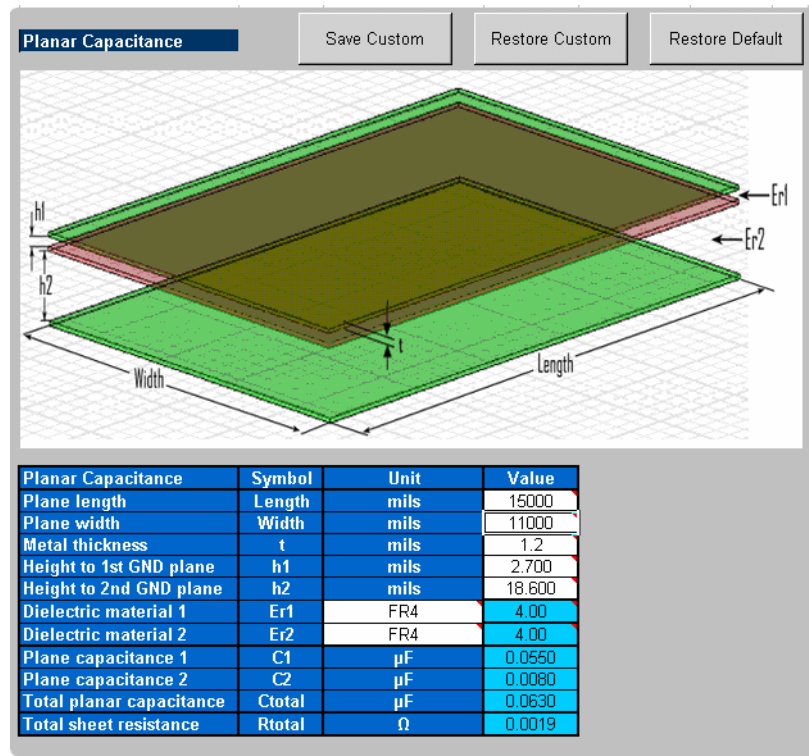 Planar Capacitance
Save Custom
Restore Custom
Restore Default
h1
Er1
Er2
h2
t
Width
Length
Planar Capacitance Symbol Unit Value
Plane length Length mils 15000
Plane width Width mils 11000
Metal thickness t mils 1.2
Height to 1st GND plane h1 mils 2.700
Height to 2nd GND plane h2 mils 18.600
Dielectric material 1 Er1 FR4 4.00
Dielectric material 2 Er2 FR4 4.00
Plane capacitance 1 C1 µF 0.0550
Plane capacitance 2 C2 µF 0.0080
Total planar capacitance Ctotal µF 0.0630
Total sheet resistance Rtotal Ω 0.0019